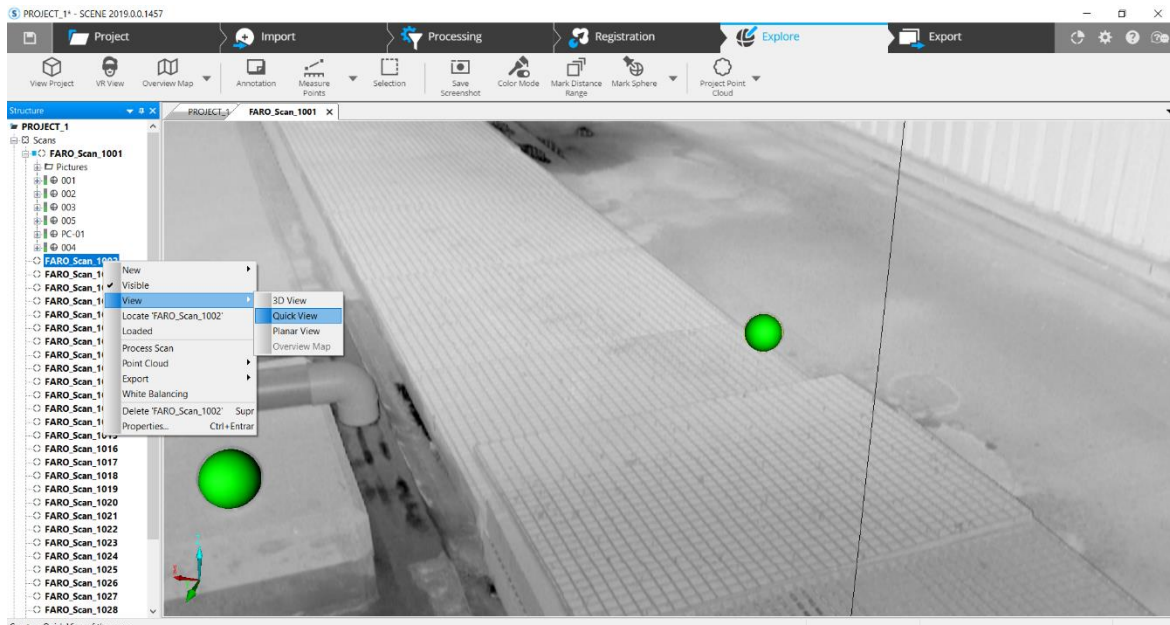 PROJECT_1* - SCENE 2019.0.0.1457
Project
Import
Processing
Registration
Explore
Export
View Project
VR View
Overview Map
Annotation
Measure Points
Selection
Save Screenshot
Color Mode
Mark Distance Range
Mark Sphere
Project Point Cloud
Structure
PROJECT_1
FARO_Scan_1001
PROJECT_1
Scans
FARO_Scan_1001
Pictures
001
002
003
005
PC-01
004
FARO_Scan_1002
New
Visible
View
Locate 'FARO_Scan_1002'
Loaded
Process Scan
Point Cloud
Export
White Balancing
Delete 'FARO_Scan_1002' Supr
Properties... Ctrl+Entrar
3D View
Quick View
Planar View
Overview Map
FARO_Scan_1016
FARO_Scan_1017
FARO_Scan_1018
FARO_Scan_1019
FARO_Scan_1020
FARO_Scan_1021
FARO_Scan_1022
FARO_Scan_1023
FARO_Scan_1024
FARO_Scan_1025
FARO_Scan_1026
FARO_Scan_1027
FARO_Scan_1028